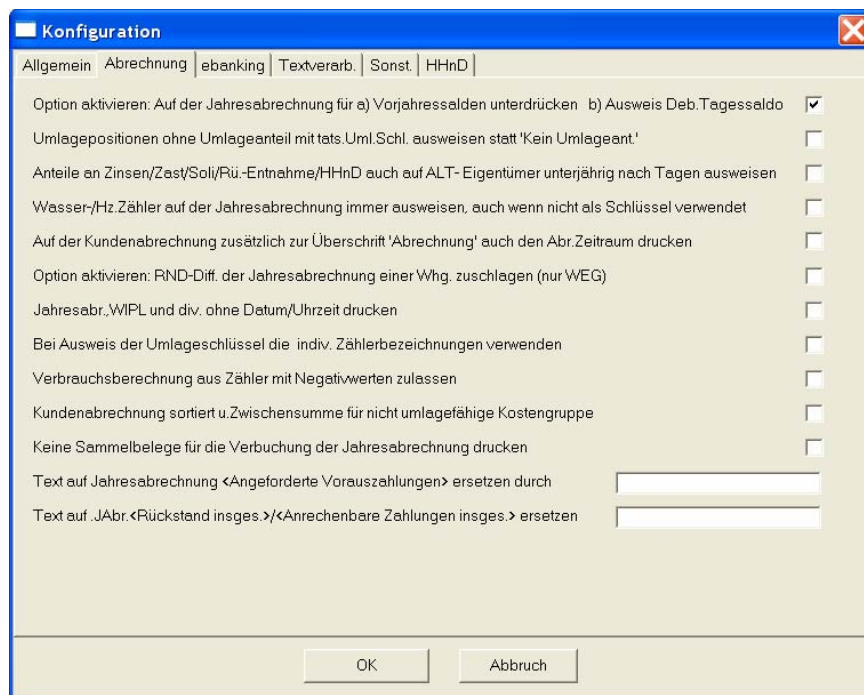 Konfiguration
Allgemein Abrechnung ebanking Textverarb. Sonst. HHnD
Option aktivieren: Auf der Jahresabrechnung für a) Vorjahressalden unterdrücken b) Ausweis Deb.Tagessaldo
Umlagepositionen ohne Umlageanteil mit tats.Uml.Schl. ausweisen statt 'Kein Umlageant.'
Anteile an Zinsen/Zast/Soli/Rü.-Entnahme/HHnD auch auf ALT- Eigentümer unterjährig nach Tagen ausweisen
Wasser-/Hz.Zähler auf der Jahresabrechnung immer ausweisen, auch wenn nicht als Schlüssel verwendet
Auf der Kundenabrechnung zusätzlich zur Überschrift 'Abrechnung' auch den Abr.Zeitraum drucken
Option aktivieren: RND-Diff. der Jahresabrechnung einer Whg. zuschlagen (nur WEG)
Jahresabr.,WIPL und div. ohne Datum/Uhrzeit drucken
Bei Ausweis der Umlageschlüssel die indiv. Zählerbezeichnungen verwenden
Verbrauchsberechnung aus Zähler mit Negativwerten zulassen
Kundenabrechnung sortiert u.Zwischensumme für nicht umlagefähige Kostengruppe
Keine Sammelbelege für die Verbuchung der Jahresabrechnung drucken
Text auf Jahresabrechnung <Angeforderte Vorauszahlungen> ersetzen durch
Text auf .JAbr.<Rückstand insges.>/<Anrechenbare Zahlungen insges.> ersetzen
OK Abbruch